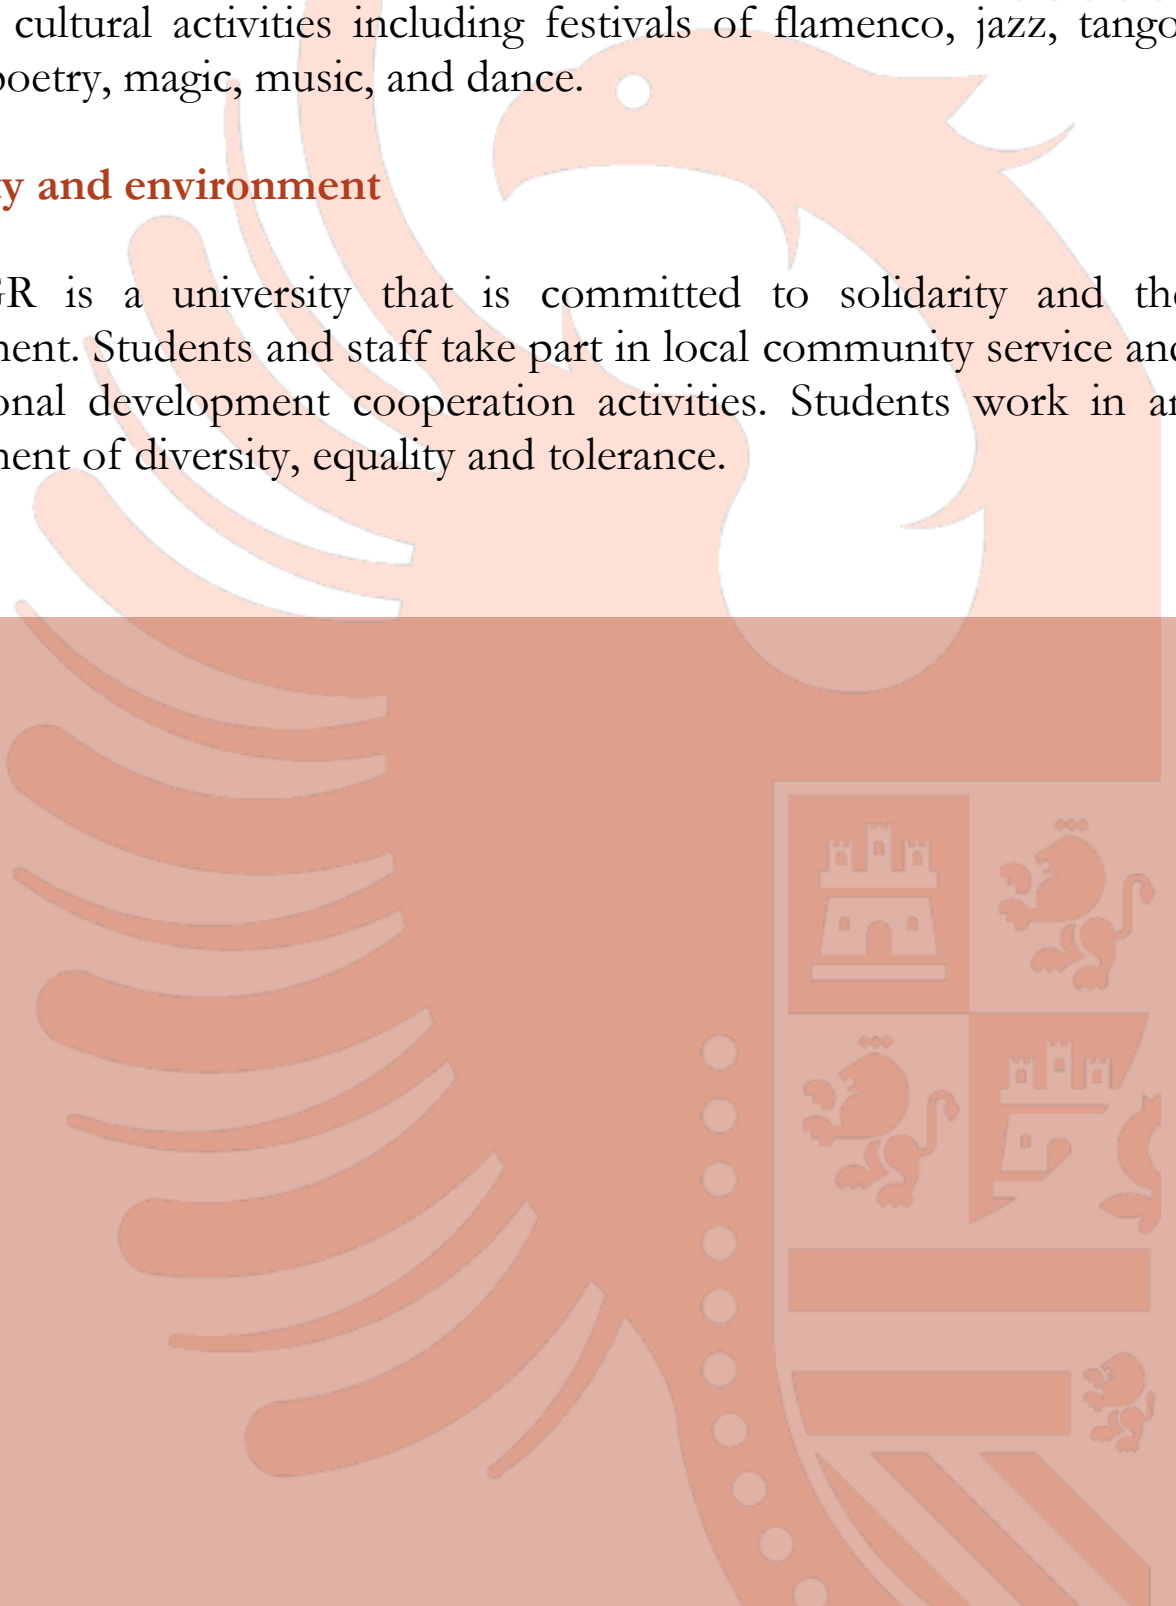 cultural activities including festivals of flamenco, jazz, tango
poetry, magic, music, and dance.
y and environment
GR is a university that is committed to solidarity and the
ment. Students and staff take part in local community service and
onal development cooperation activities. Students work in an
ment of diversity, equality and tolerance.